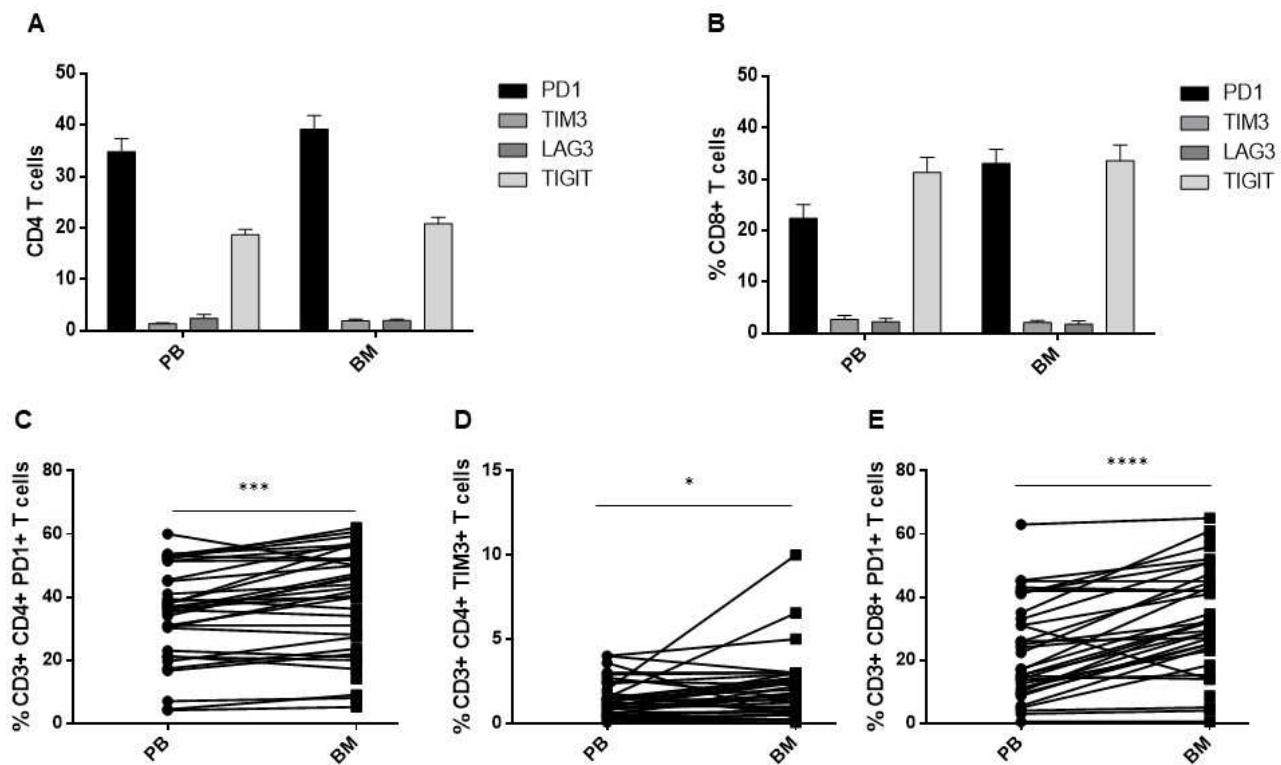 A
CD4 T cells
50
40
30
20
10
0
PB
BM
PD1
TIM3
LAG3
TIGIT
B
% CD8+ T cells
50
40
30
20
10
0
PB
BM
PD1
TIM3
LAG3
TIGIT
C
% CD3+ CD4+ PD1+ T cells
80
60
40
20
0
***
PB
BM
D
% CD3+ CD4+ TIM3+ T cells
15
10
5
0
*
PB
BM
E
% CD3+ CD8+ PD1+ T cells
80
60
40
20
0
****
PB
BM